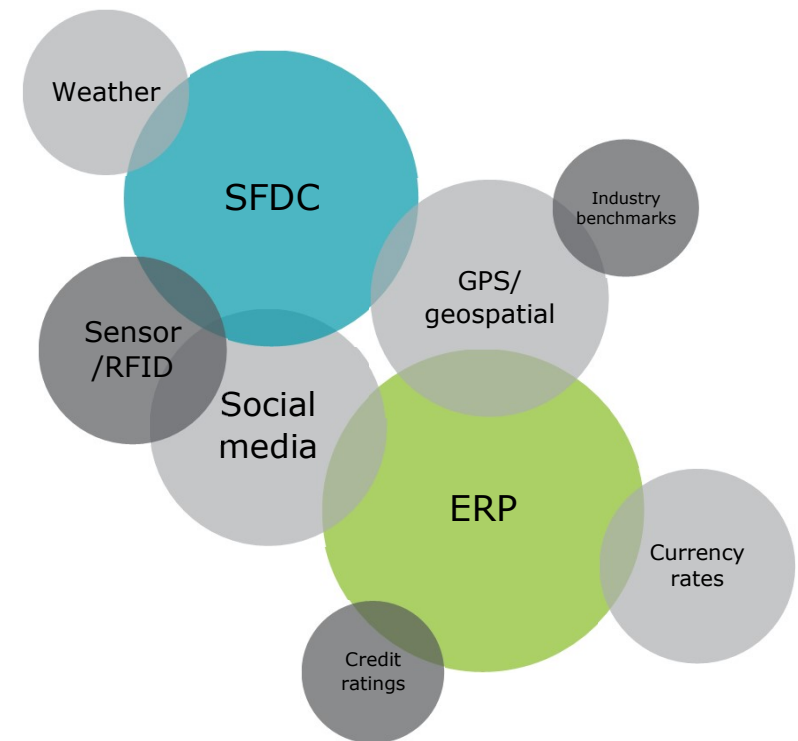 Weather
SFDC
Industry
benchmarks
GPS/
geospatial
Sensor
/RFID
Social
media
ERP
Currency
rates
Credit
ratings